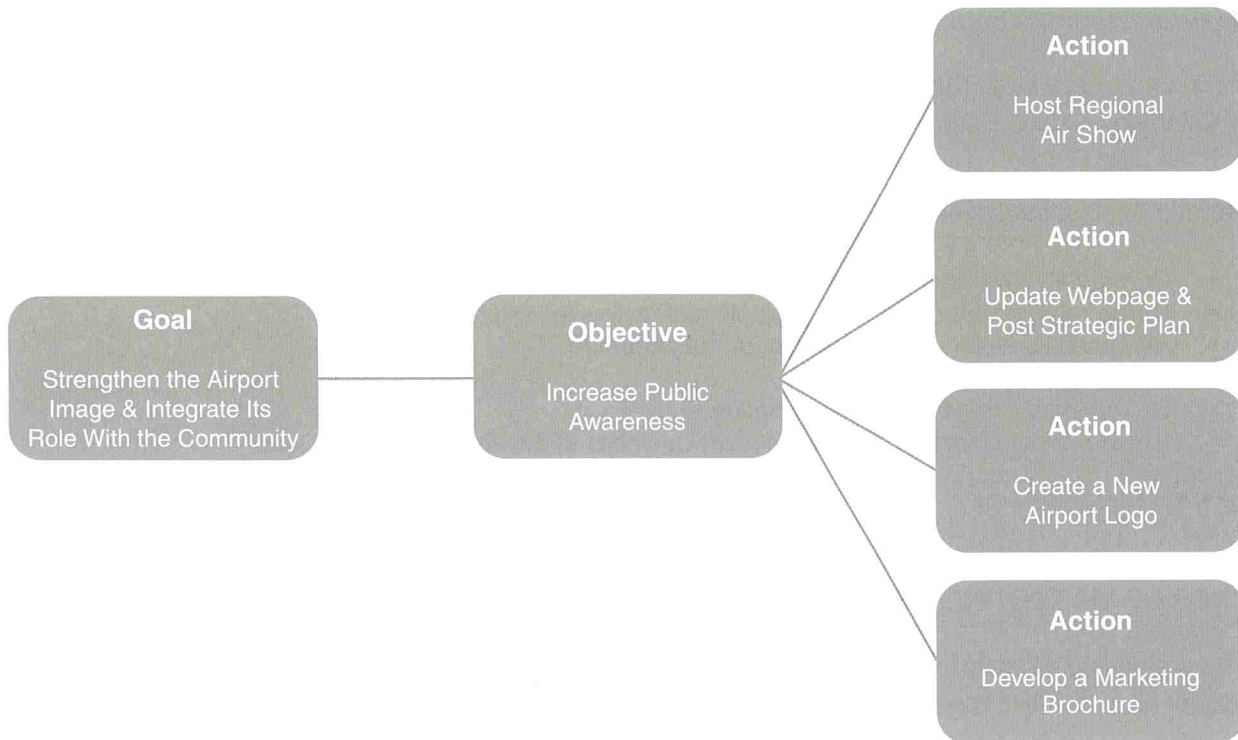 Goal
Strengthen the Airport
Image & Integrate Its
Role With the Community
Objective
Increase Public
Awareness
Action
Host Regional
Air Show
Action
Update Webpage &
Post Strategic Plan
Action
Create a New
Airport Logo
Action
Develop a Marketing
Brochure